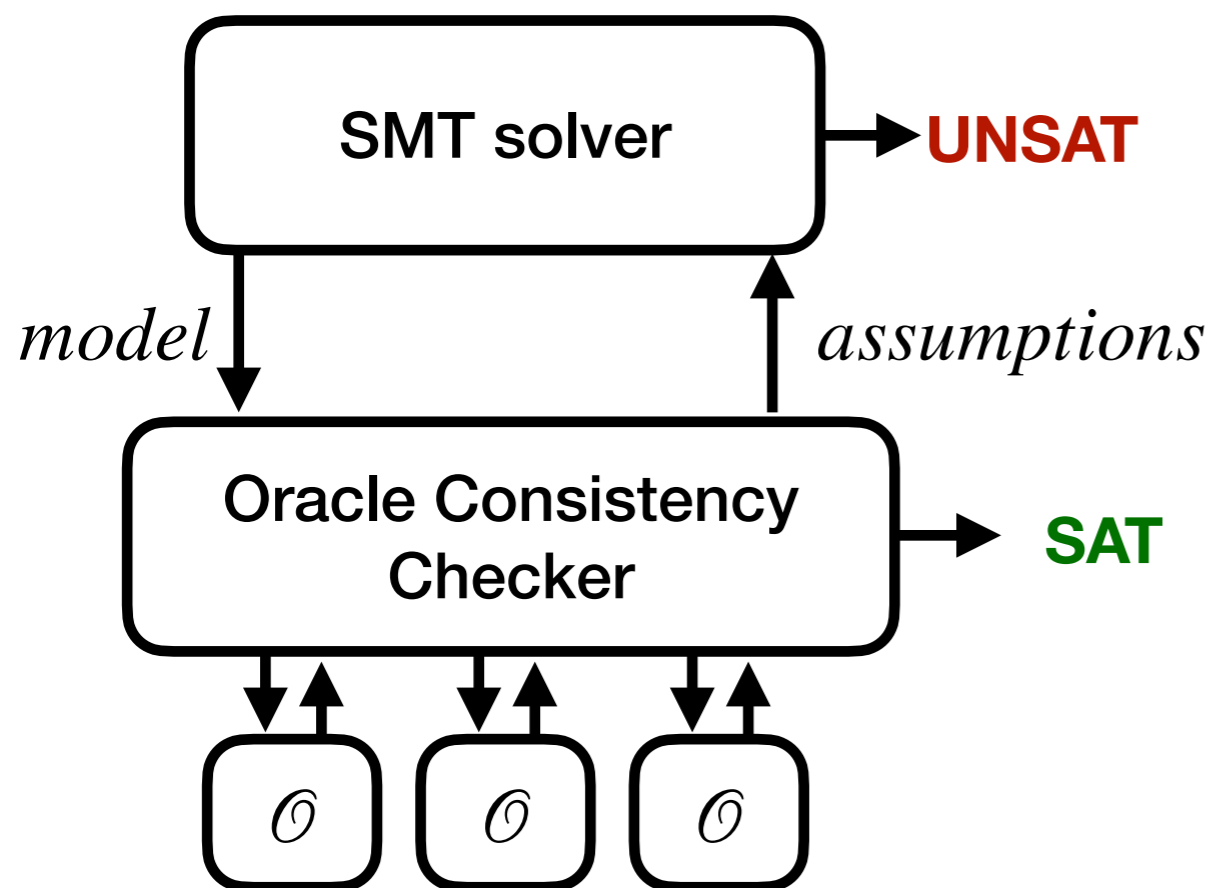 SMT solver
UNSAT
model
assumptions
Oracle Consistency
Checker
SAT
𝒪
𝒪
𝒪